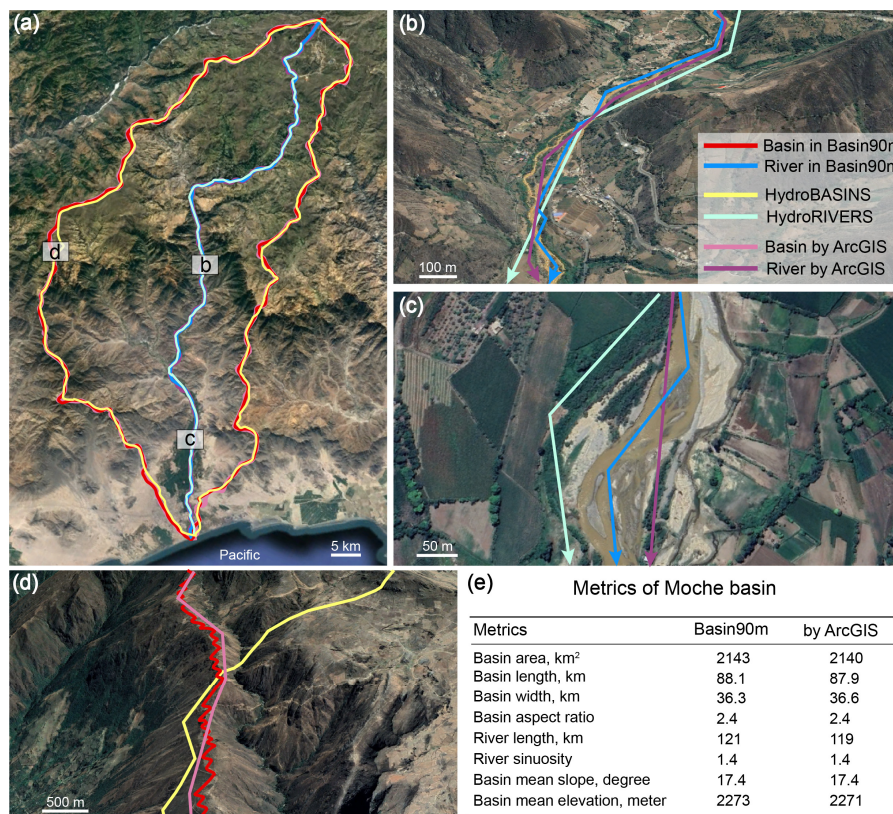 (a)
d
b
c
Pacific
5 km
(b)
Basin in Basin90m
River in Basin90m
HydroBASINS
HydroRIVERS
Basin by ArcGIS
River by ArcGIS
100 m
(c)
50 m
(d)
500 m
(e)
Metrics of Moche basin
Metrics Basin90m by ArcGIS
Basin area, km² 2143 2140
Basin length, km 88.1 87.9
Basin width, km 36.3 36.6
Basin aspect ratio 2.4 2.4
River length, km 121 119
River sinuosity 1.4 1.4
Basin mean slope, degree 17.4 17.4
Basin mean elevation, meter 2273 2271